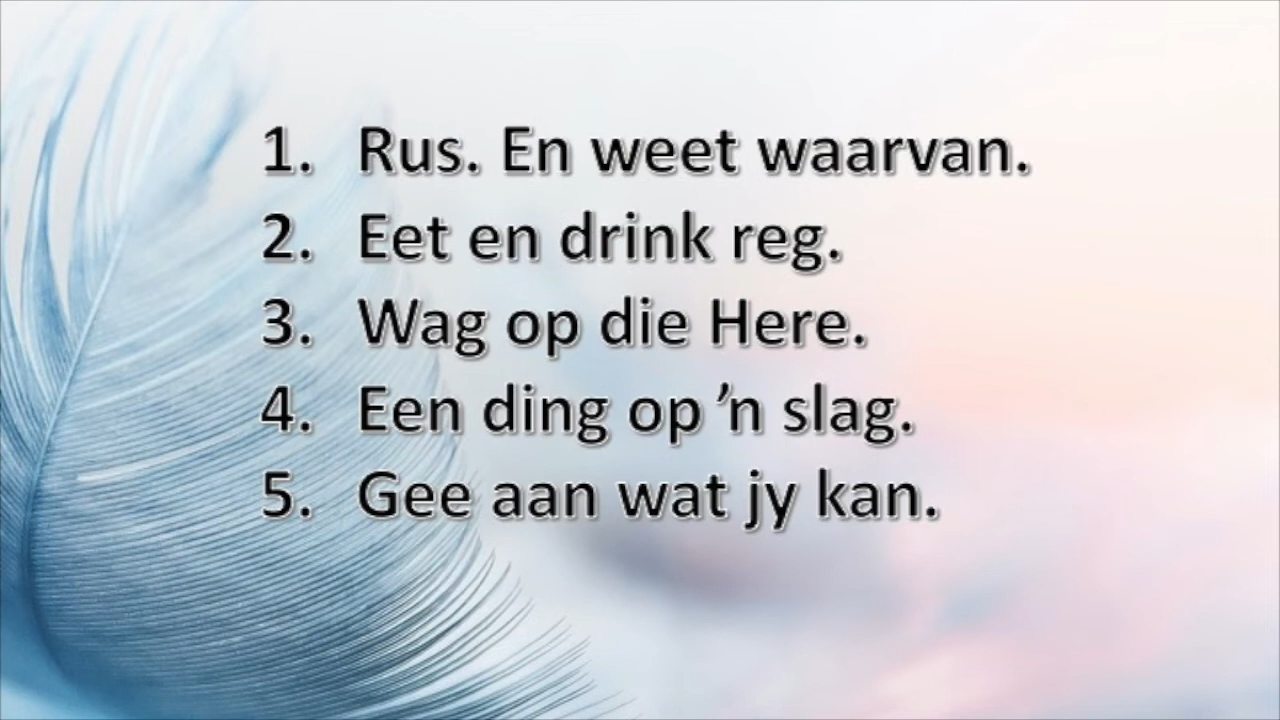 1. Rus. En weet waarvan.
2. Eet en drink reg.
3. Wag op die Here.
4. Een ding op ’n slag.
5. Gee aan wat jy kan.